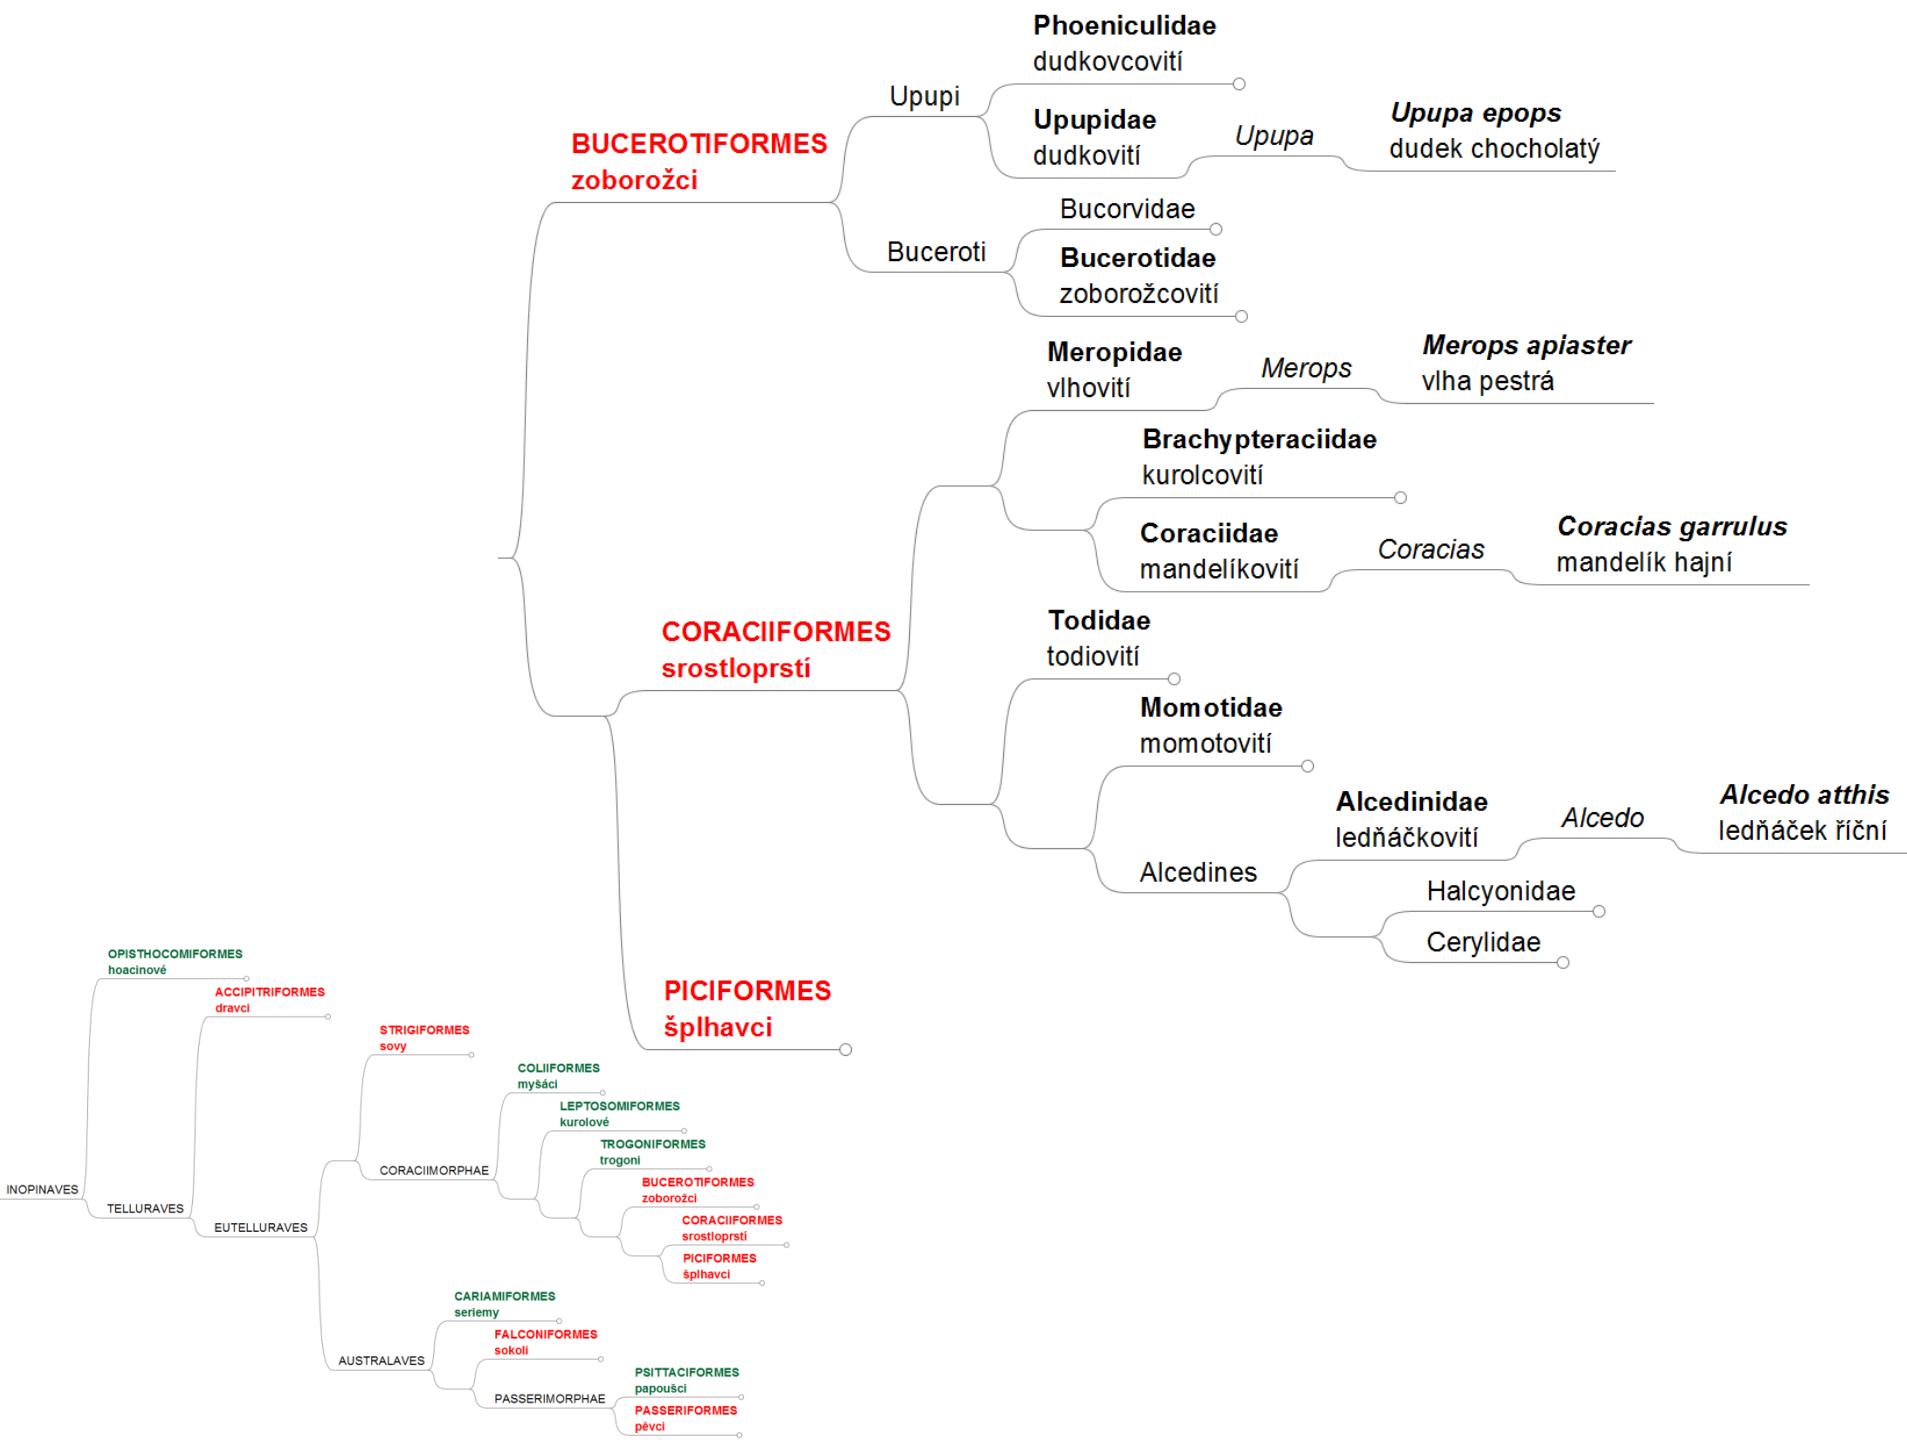 Phoeniculidae
dudkovcovití
Upupi
Upupidae
dudkovití
Upupa
Upupa epops
dudek chocholatý
BUCEROTIFORMES
zoborožci
Bucorvidae
Buceroti
Bucerotidae
zoborožcovití
Meropidae
vlhovití
Merops
Merops apiaster
vlha pestrá
Brachypteraciidae
kurolcovití
Coraciidae
mandelíkovití
Coracias
Coracias garrulus
mandelík hajní
CORACIIFORMES
srostloprstí
Todidae
todiovití
Momotidae
momotovití
Alcedines
Alcedinidae
ledňáčkovití
Alcedo
Alcedo atthis
ledňáček říční
Halcyonidae
Cerylidae
PICIFORMES
šplhavci
OPISTHOCOMIFORMES
hoacinové
ACCIPITRIFORMES
dravci
STRIGIFORMES
sovy
COLIIFORMES
myšáci
LEPTOSOMIFORMES
kurolové
TROGONIFORMES
trogoni
CORACIIMORPHAE
BUCEROTIFORMES
zoborožci
INOPINAVES
TELLURAVES
EUTELLURAVES
CORACIIFORMES
srostloprstí
PICIFORMES
šplhavci
CARIAMIFORMES
seriemy
FALCONIFORMES
sokoli
AUSTRALAVES
PSITTACIFORMES
papoušci
PASSERIMORPHAE
PASSERIFORMES
pěvci